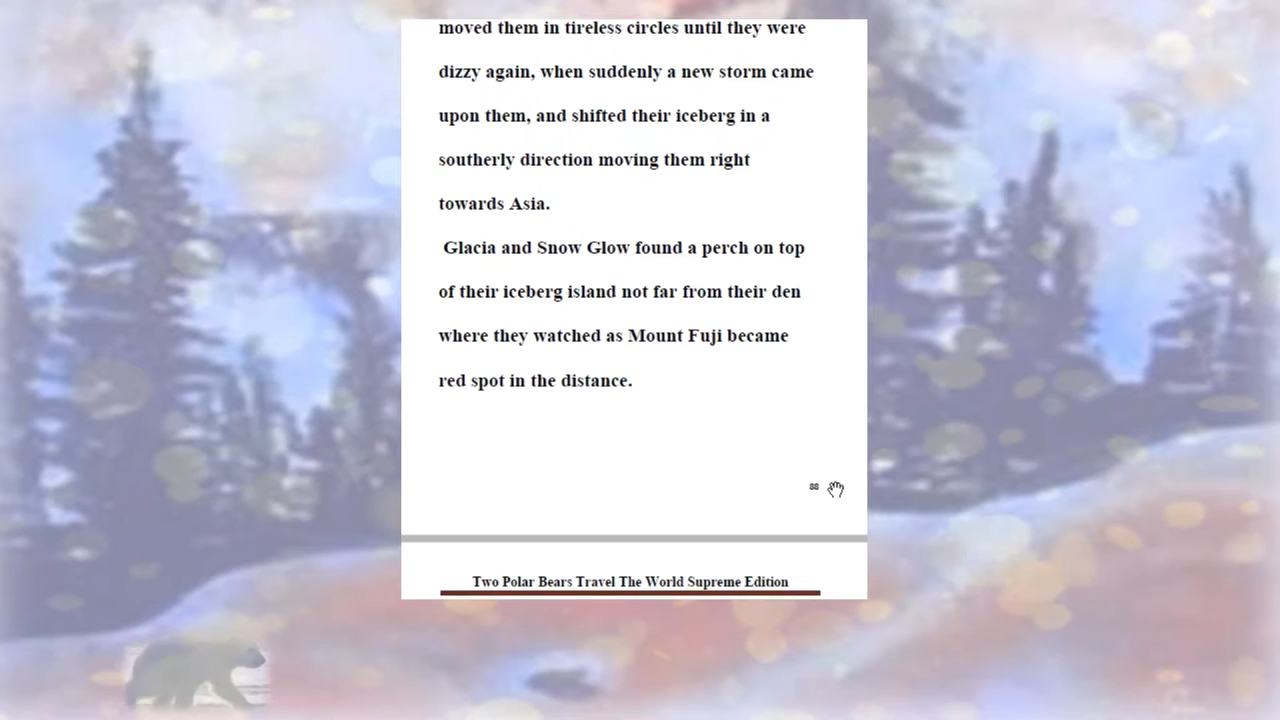 moved them in tireless circles until they were
dizzy again, when suddenly a new storm came
upon them, and shifted their iceberg in a
southerly direction moving them right
towards Asia.
Glacia and Snow Glow found a perch on top
of their iceberg island not far from their den
where they watched as Mount Fuji became
red spot in the distance.
88
Two Polar Bears Travel The World Supreme Edition